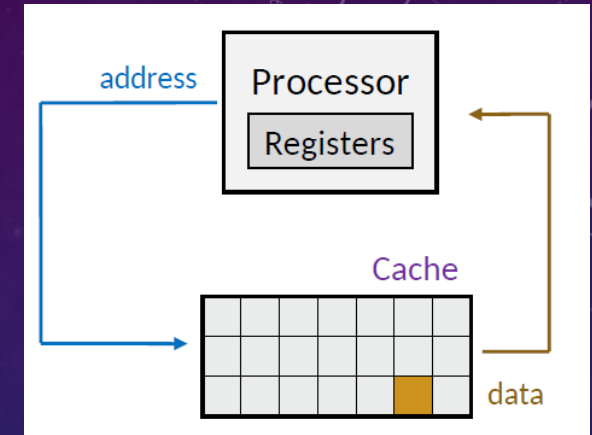 address
Processor
Registers
Cache
data